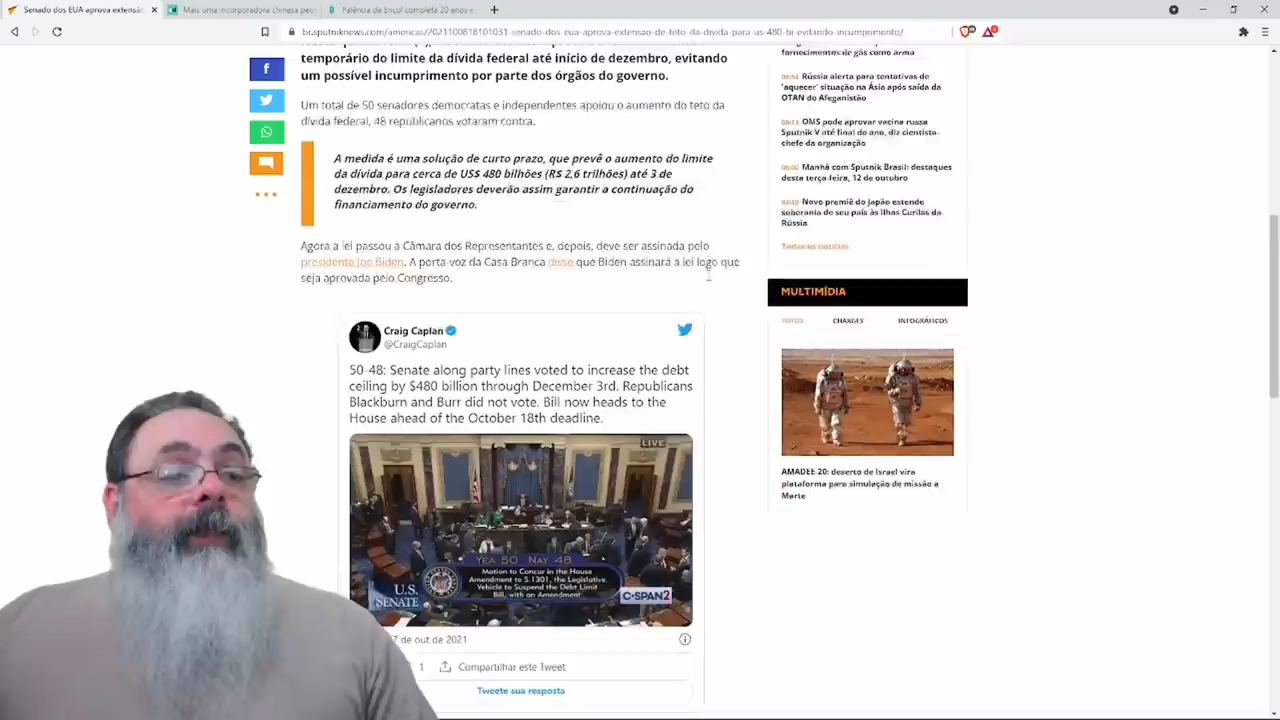 Senado dos EUA aprova extensã
Mais uma incorporadora chinesa pe
Falência da Encol completa 20 anos e
br.sputniknews.com/americas/2021100818101031-senado-dos-eua-aprova-extensao-de-teto-da-divida-para-us-480-bi-evitando-incumprimento/
temporário do limite da dívida federal até início de dezembro, evitando
um possível incumprimento por parte dos órgãos do governo.
Um total de 50 senadores democratas e independentes apoiou o aumento do teto da
dívida federal, 48 republicanos votaram contra.
A medida é uma solução de curto prazo, que prevê o aumento do limite
da dívida para cerca de US$ 480 bilhões (R$ 2,6 trilhões) até 3 de
dezembro. Os legisladores deverão assim garantir a continuação do
financiamento do governo.
Agora a lei passou à Câmara dos Representantes e, depois, deve ser assinada pelo
presidente Joe Biden. A porta-voz da Casa Branca disse que Biden assinará a lei logo que
seja aprovada pelo Congresso.
Craig Caplan
@CraigCaplan
50-48: Senate along party lines voted to increase the debt
ceiling by $480 billion through December 3rd. Republicans
Blackburn and Burr did not vote. Bill now heads to the
House ahead of the October 18th deadline.
LIVE
YEA 50 NAY 48
Motion to Concur in the House
Amendment to S.1301, the Legislative
Vehicle to Suspend the Debt Limit
Bill, with an Amendment.
U.S.
SENATE
C-SPAN2
7 de out de 2021
1 Compartilhar este Tweet
Tweete sua resposta
fornecimentos de gás como arma
Rússia alerta para tentativas de
'aquecer' situação na Ásia após saída da
OTAN do Afeganistão
OMS pode aprovar vacina russa
Sputnik V até final do ano, diz cientista-
chefe da organização
Manhã com Sputnik Brasil: destaques
desta terça-feira, 12 de outubro
Novo premiê do Japão estende
soberania de seu país às Ilhas Curilas da
Rússia
Todas as notícias
MULTIMÍDIA
FOTOS CHARGES INFOGRÁFICOS
AMADEE-20: deserto de Israel vira
plataforma para simulação de missão a
Marte